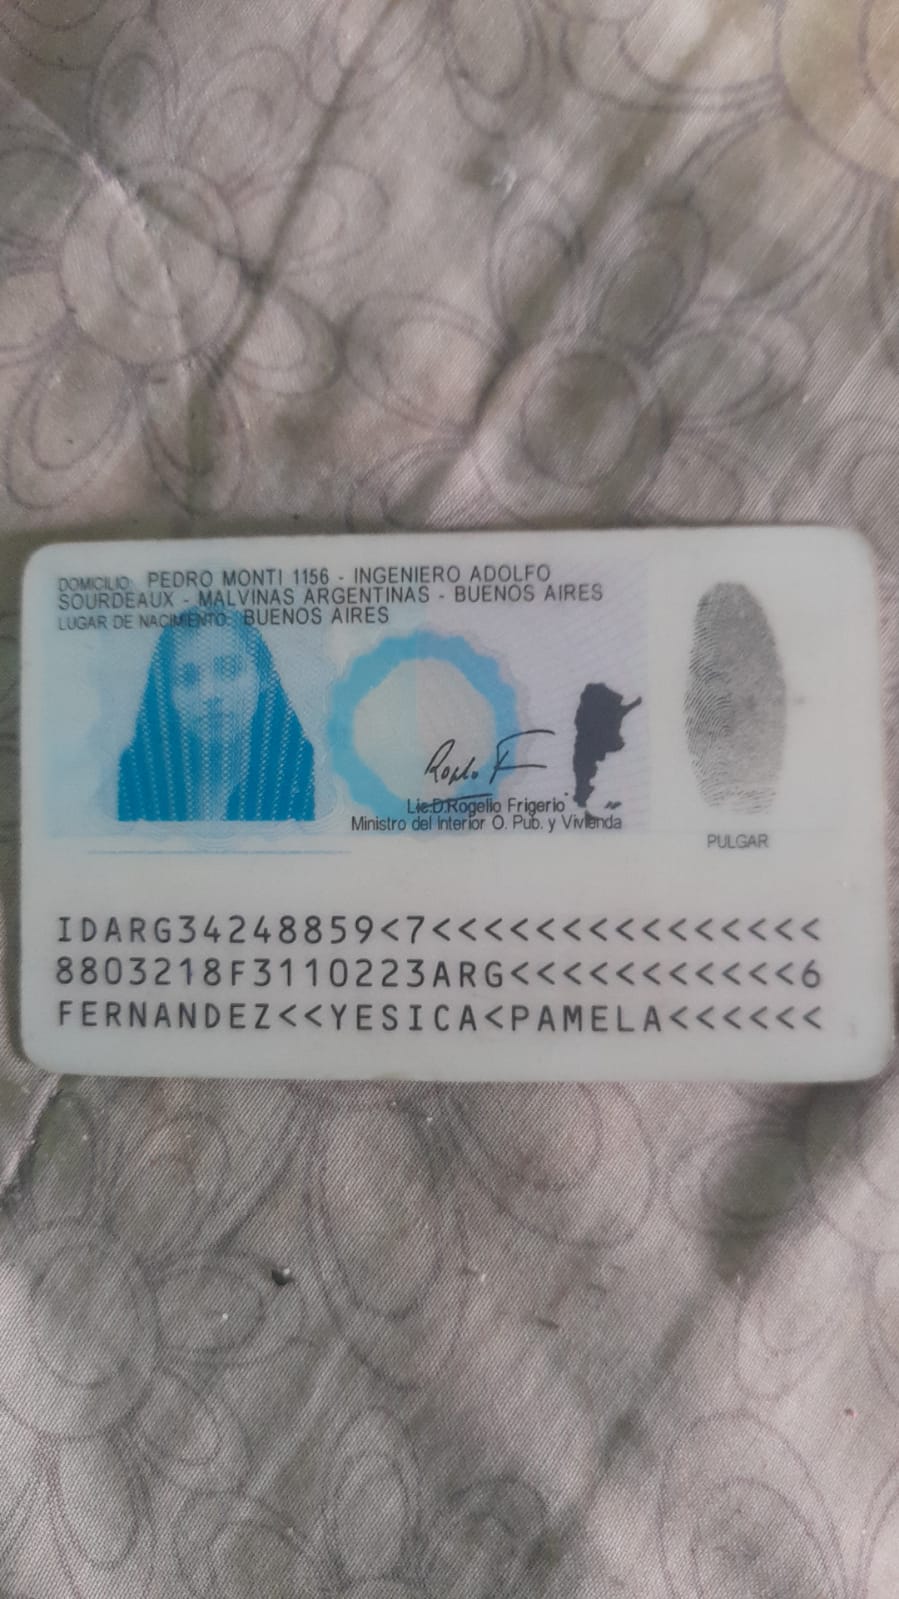 DOMICILIO: PEDRO MONTI 1156 - INGENIERO ADOLFO
SOURDEAUX - MALVINAS ARGENTINAS - BUENOS AIRES
LUGAR DE NACIMIENTO: BUENOS AIRES
Lic.D.Rogelio Frigerio
Ministro del Interior O. Pub. y Vivienda
PULGAR
IDARG34248859<7<<<<<<<<<<<<<<<
8803218F3110223ARG<<<<<<<<<<<6
FERNANDEZ<<YESICA<PAMELA<<<<<<